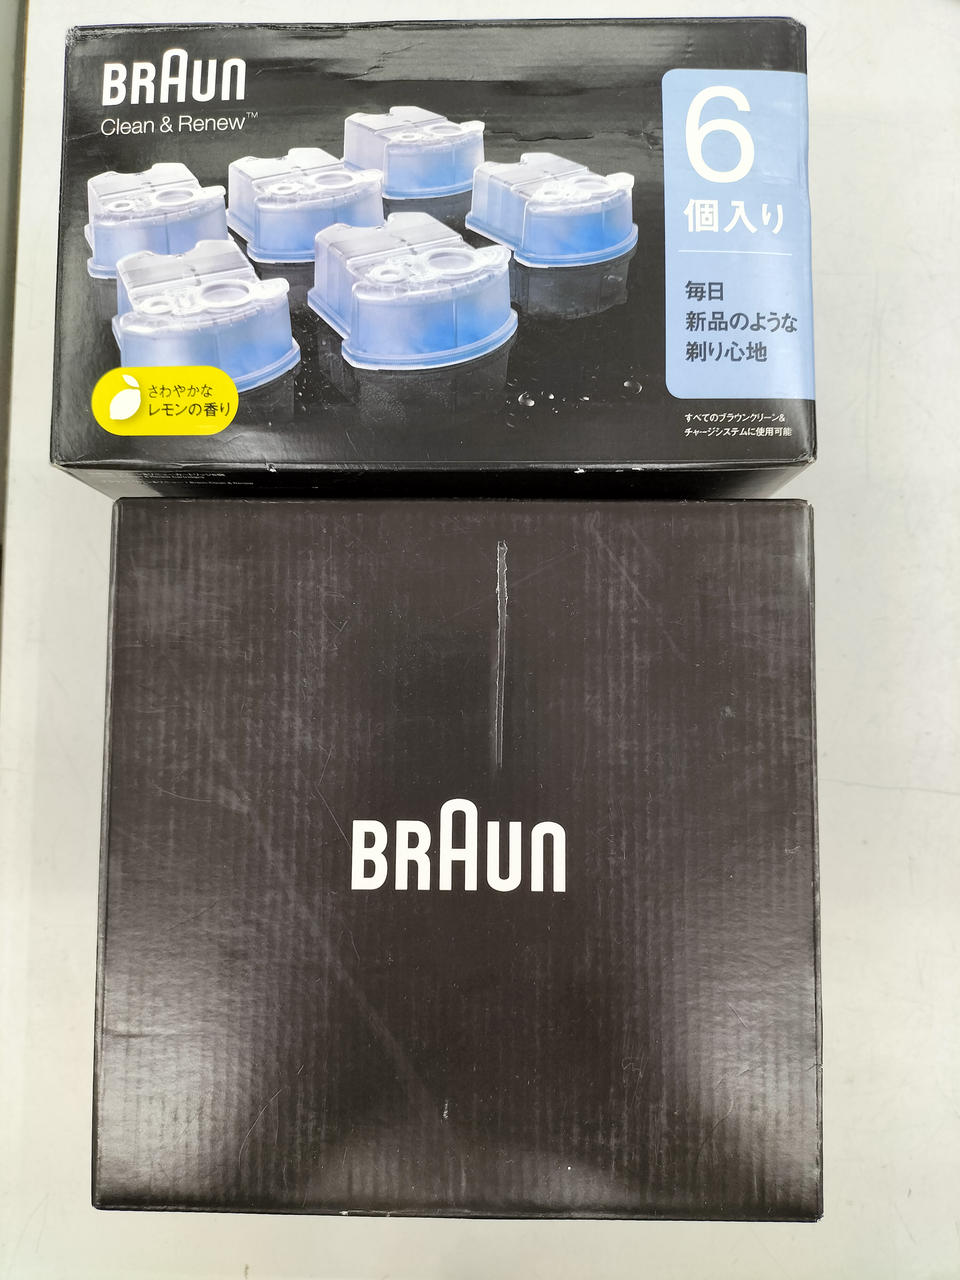 BRAUN
Clean & Renew™
6
個入り
毎日
新品のような
剃り心地
さわやかな
レモンの香り
すべてのブラウンクリーン&
チャージシステムに使用可能
BRAUN